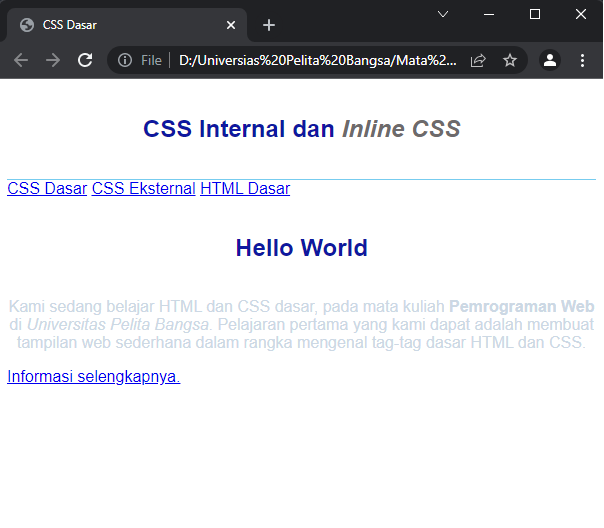 CSS Dasar
File D:/Universias%20Pelita%20Bangsa/Mata%2...
CSS Internal dan Inline CSS
CSS Dasar CSS Eksternal HTML Dasar
Hello World
Kami sedang belajar HTML dan CSS dasar, pada mata kuliah Pemrograman Web
di Universitas Pelita Bangsa. Pelajaran pertama yang kami dapat adalah membuat
tampilan web sederhana dalam rangka mengenal tag-tag dasar HTML dan CSS.
Informasi selengkapnya.